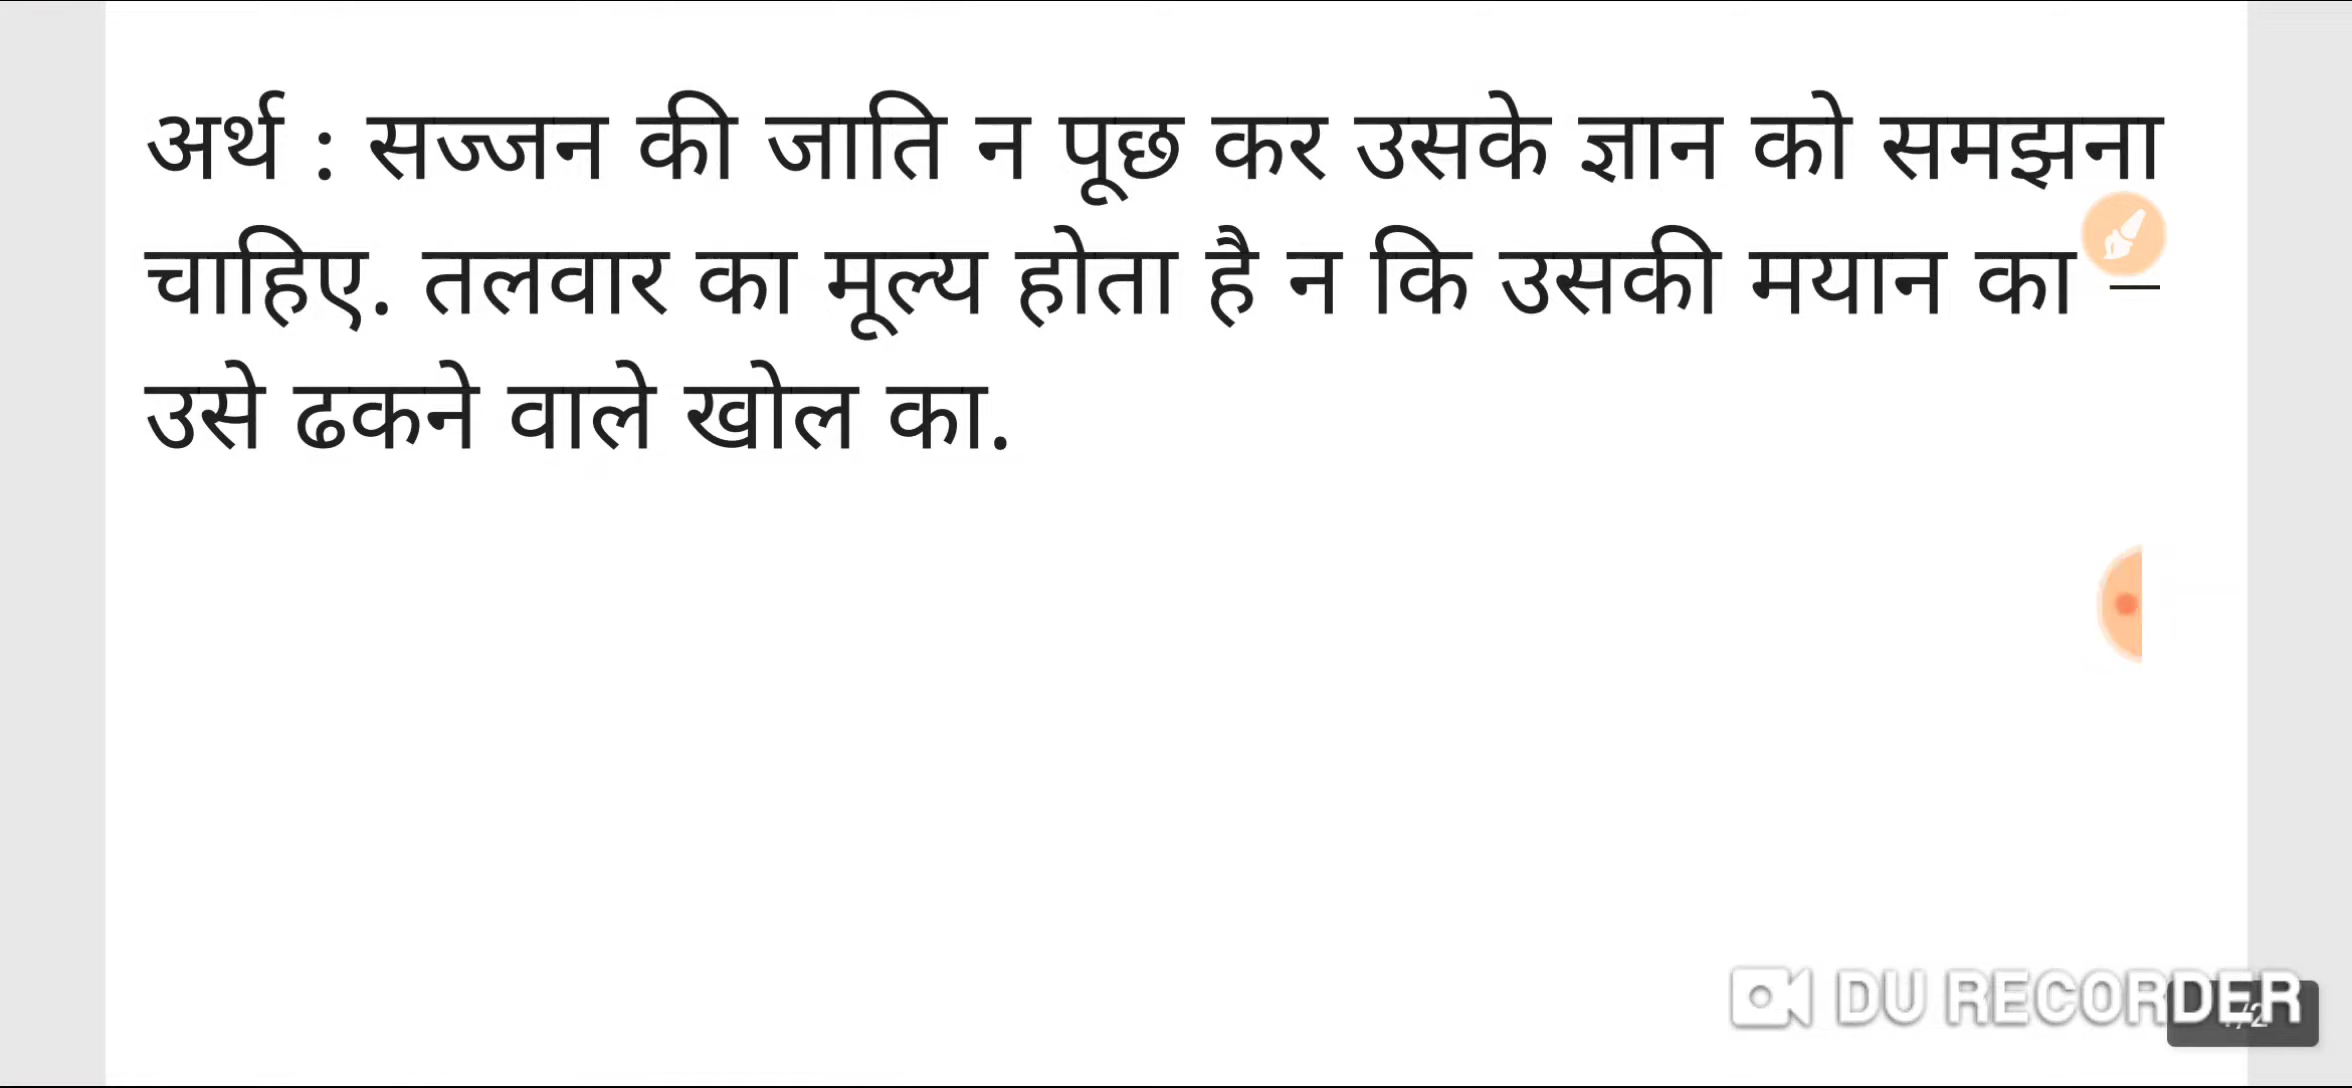 अर्थ : सज्जन की जाति न पूछ कर उसके ज्ञान को समझना
चाहिए. तलवार का मूल्य होता है न कि उसकी मयान का –
उसे ढकने वाले खोल का.
DU RECORDER